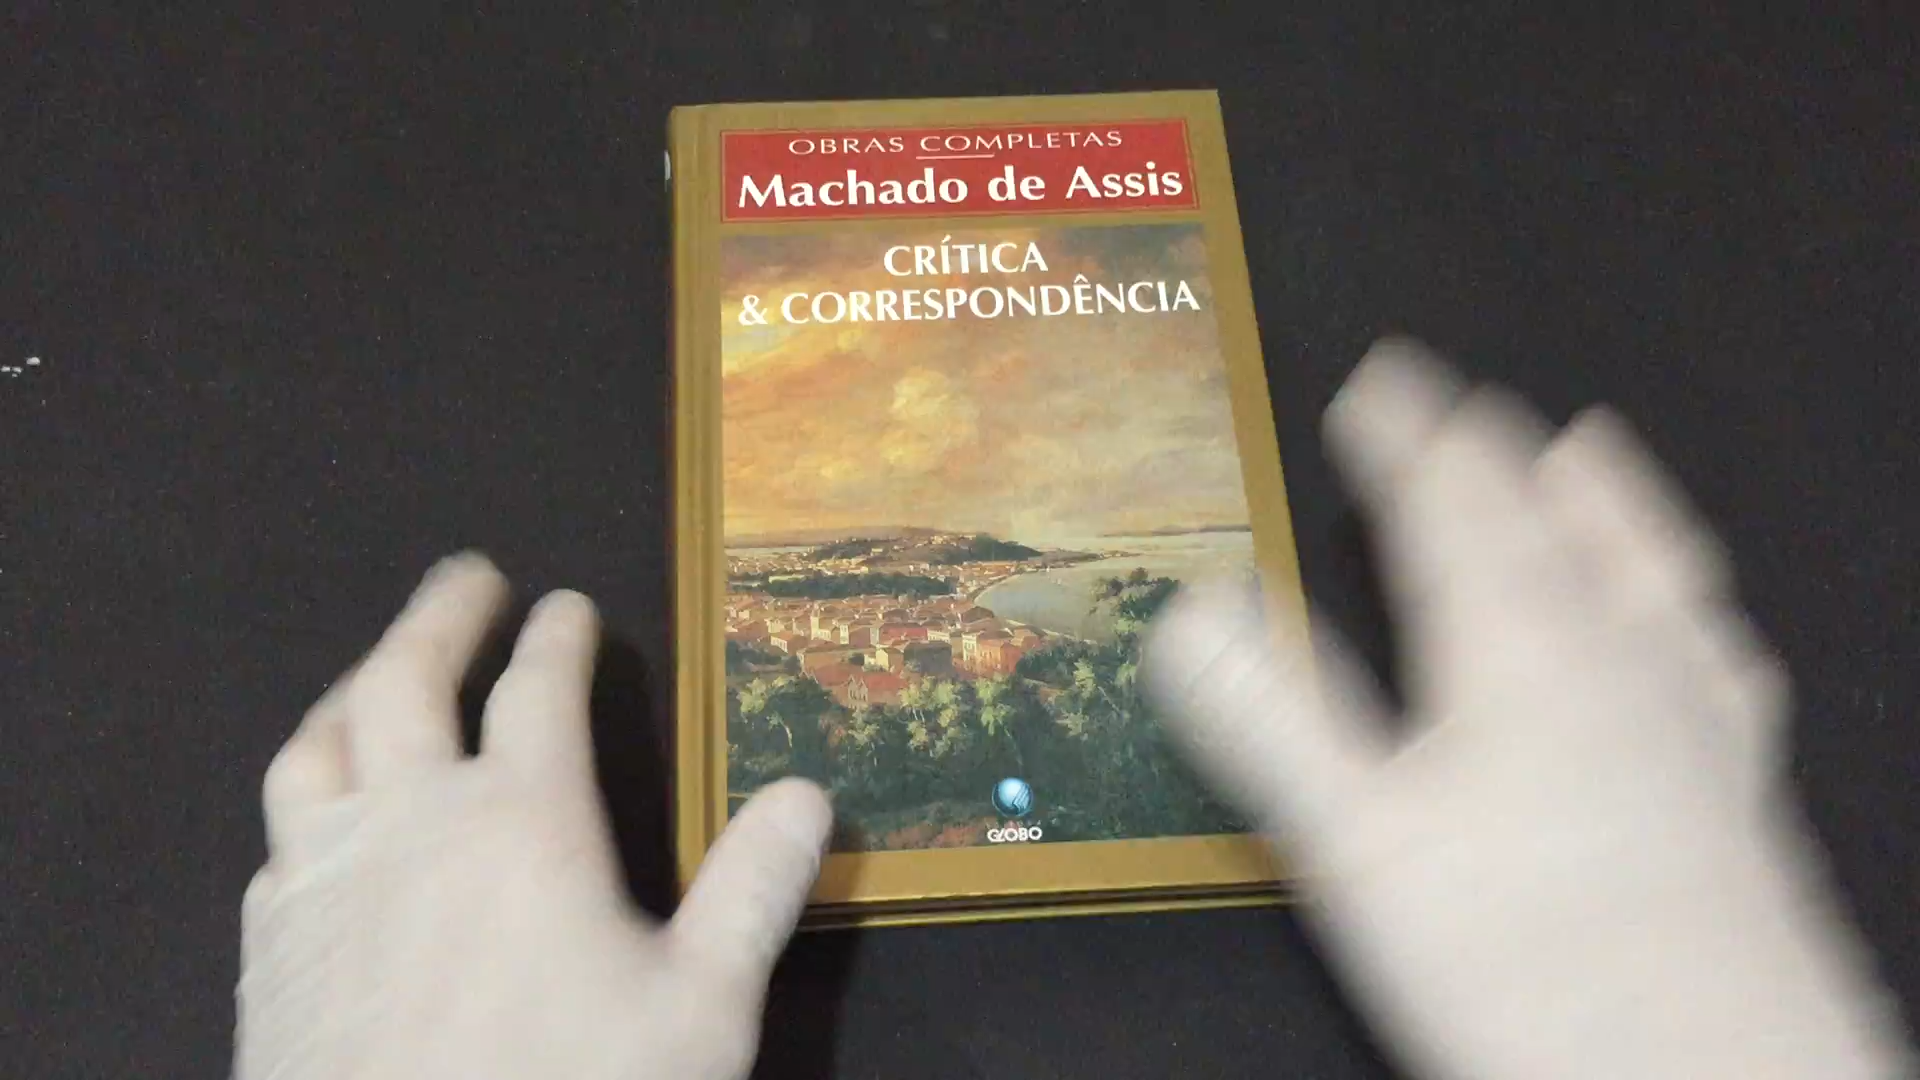 OBRAS COMPLETAS
Machado de Assis
CRÍTICA
& CORRESPONDÊNCIA
GLOBO